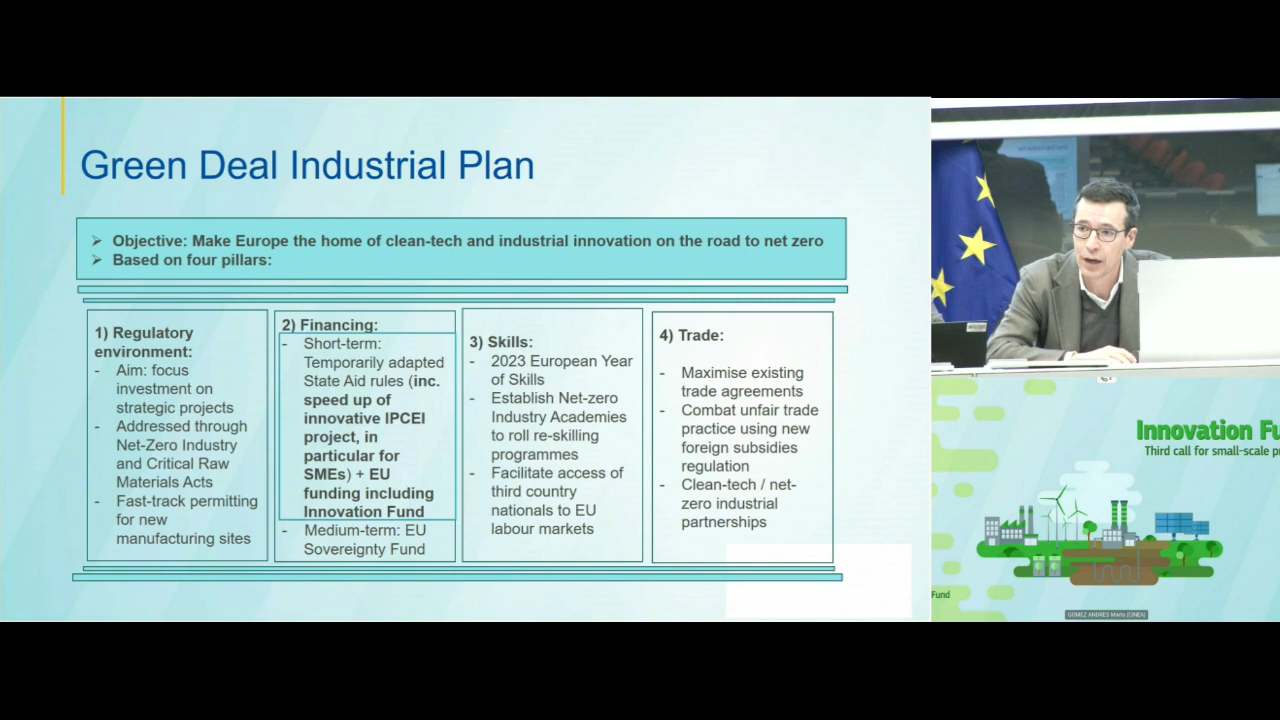 Green Deal Industrial Plan
➢ Objective: Make Europe the home of clean-tech and industrial innovation on the road to net zero
➢ Based on four pillars:
1) Regulatory
environment:
- Aim: focus
investment on
strategic projects
- Addressed through
Net-Zero Industry
and Critical Raw
Materials Acts
- Fast-track permitting
for new
manufacturing sites
2) Financing:
- Short-term:
Temporarily adapted
State Aid rules (inc.
speed up of
innovative IPCEI
project, in
particular for
SMEs) + EU
funding including
Innovation Fund
- Medium-term: EU
Sovereignty Fund
3) Skills:
- 2023 European Year
of Skills
- Establish Net-zero
Industry Academies
to roll re-skilling
programmes
- Facilitate access of
third country
nationals to EU
labour markets
4) Trade:
- Maximise existing
trade agreements
- Combat unfair trade
practice using new
foreign subsidies
regulation
- Clean-tech / net-
zero industrial
partnerships
Innovation Fu
Third call for small-scale pr
Fund
GOMEZ ANDRES Maria (CINEA)